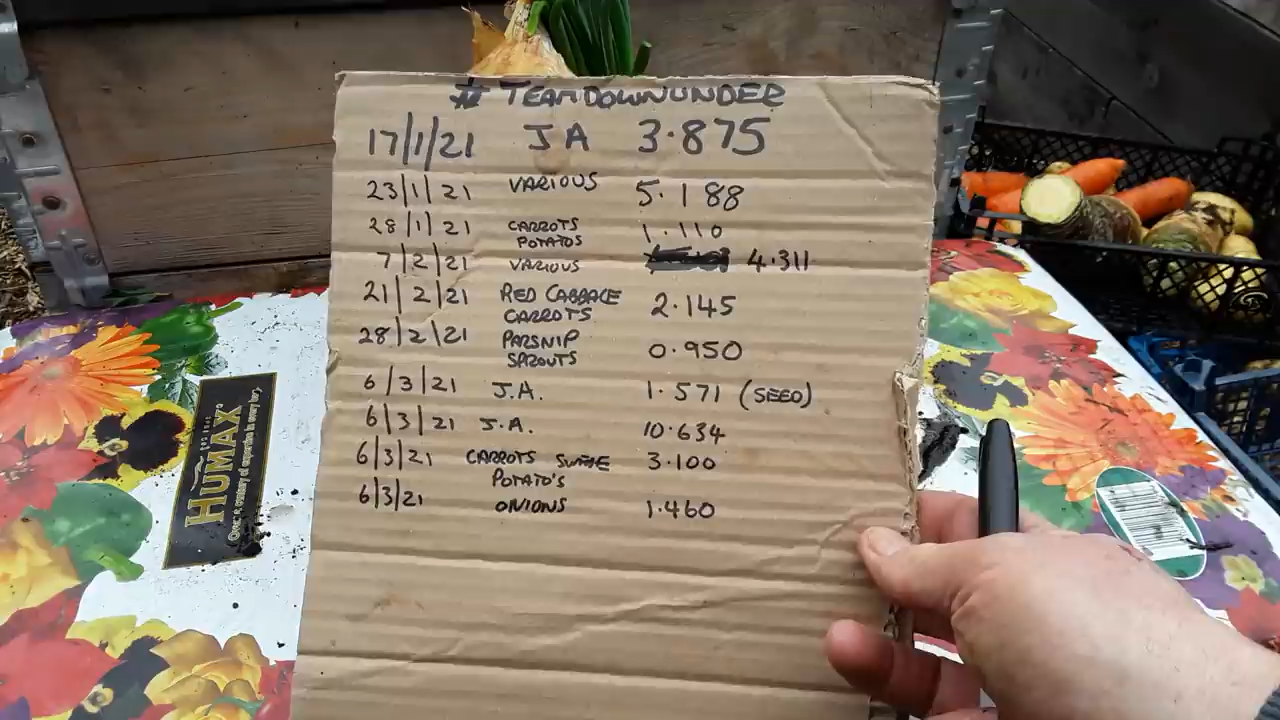 # TEAMDOWNUNDER
17/1/21 JA 3.875
23/1/21 VARIOUS 5.188
28/1/21 CARROTS 1.110
POTATOS
7/2/21 VARIOUS 4.311
21/2/21 RED CABBAGE 2.145
CARROTS
28/2/21 PARSNIP 0.950
SPROUTS
6/3/21 J.A. 1.571 (SEED)
6/3/21 J.A. 10.634
6/3/21 CARROTS SWEDE 3.100
POTATO'S
6/3/21 ONIONS 1.460
HUMAX